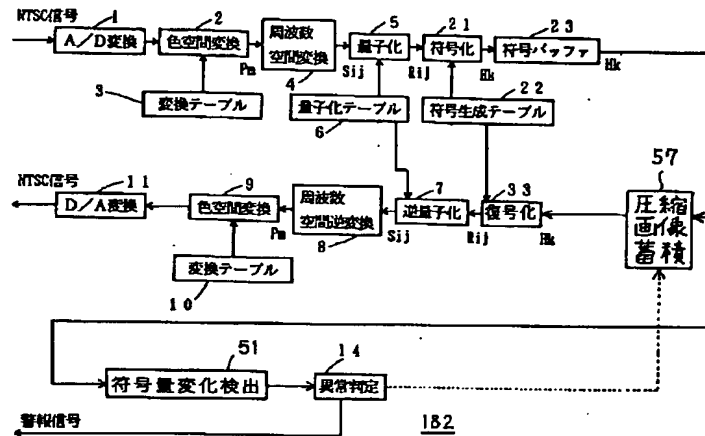 NTSC信号
1
A/D変換
2
色空間変換
Pm
周波数
空間変換
4
Sij
5
量子化
Rij
21
符号化
Hk
23
符号バッファ
Hk
3
変換テーブル
量子化テーブル
6
22
符号生成テーブル
NTSC信号
11
D/A変換
9
色空間変換
Pm
周波数
空間逆変換
8
Sij
7
逆量子化
Rij
33
復号化
Hk
57
圧縮
画像
蓄積
変換テーブル
10
51
符号量変化検出
14
異常判定
警報信号
182